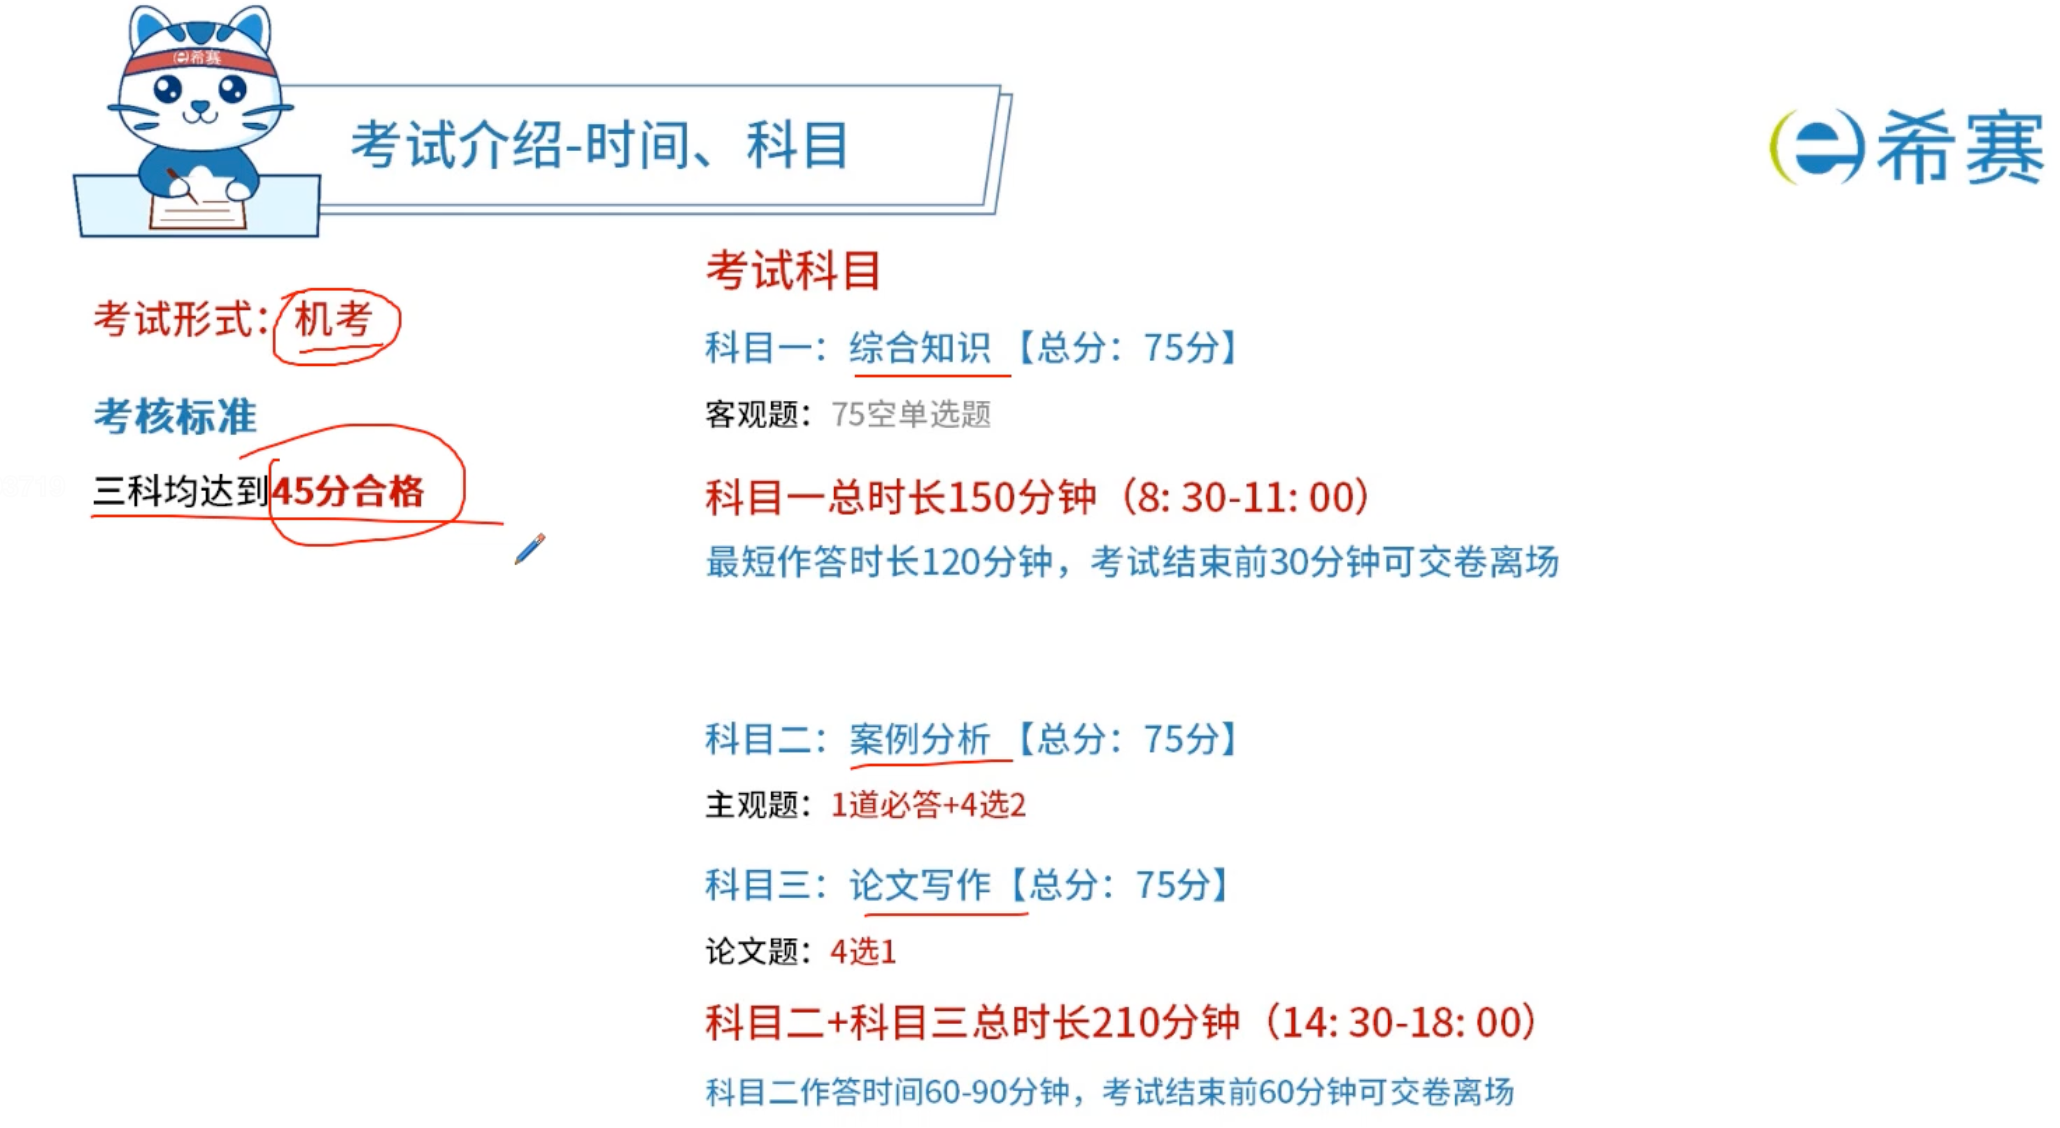 e希赛
考试介绍-时间、科目
e希赛
考试形式：机考
考核标准
三科均达到45分合格
考试科目
科目一：综合知识【总分：75分】
客观题：75空单选题
科目一总时长150分钟（8: 30-11: 00）
最短作答时长120分钟，考试结束前30分钟可交卷离场
科目二：案例分析【总分：75分】
主观题：1道必答+4选2
科目三：论文写作【总分：75分】
论文题：4选1
科目二+科目三总时长210分钟（14: 30-18: 00）
科目二作答时间60-90分钟，考试结束前60分钟可交卷离场